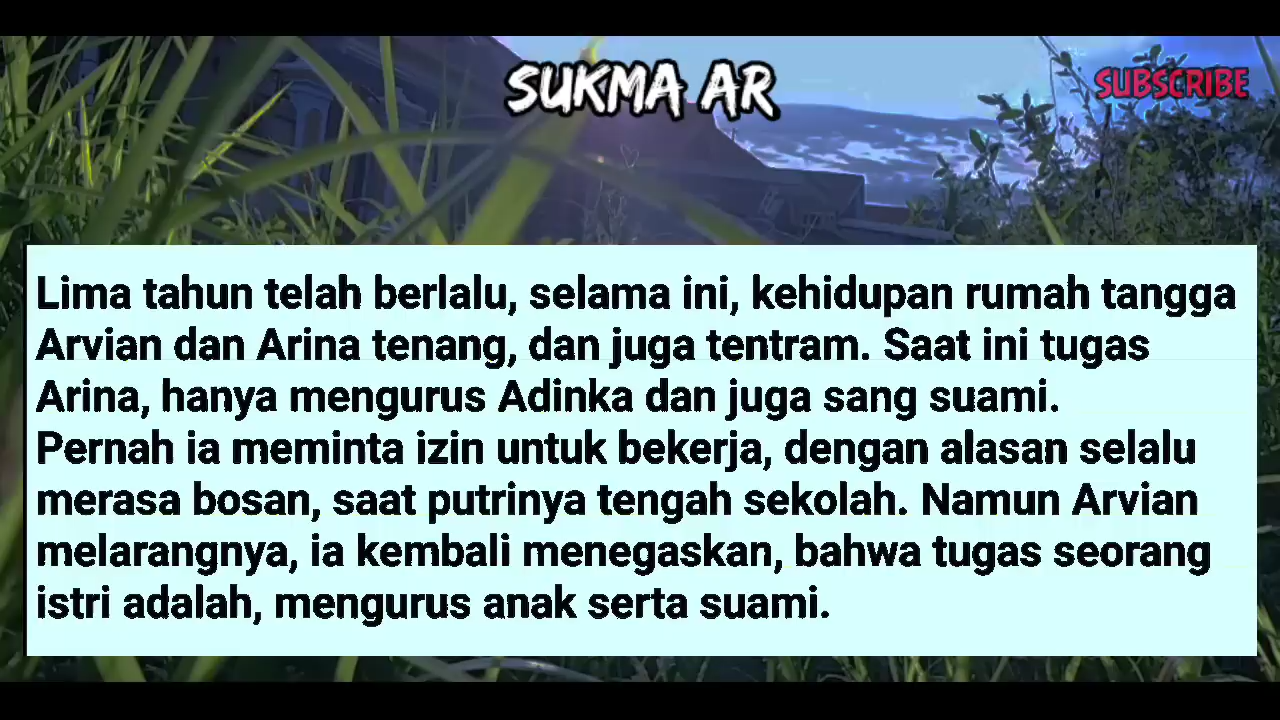 SUKMA AR
SUBSCRIBE
Lima tahun telah berlalu, selama ini, kehidupan rumah tangga
Arvian dan Arina tenang, dan juga tentram. Saat ini tugas
Arina, hanya mengurus Adinka dan juga sang suami.
Pernah ia meminta izin untuk bekerja, dengan alasan selalu
merasa bosan, saat putrinya tengah sekolah. Namun Arvian
melarangnya, ia kembali menegaskan, bahwa tugas seorang
istri adalah, mengurus anak serta suami.